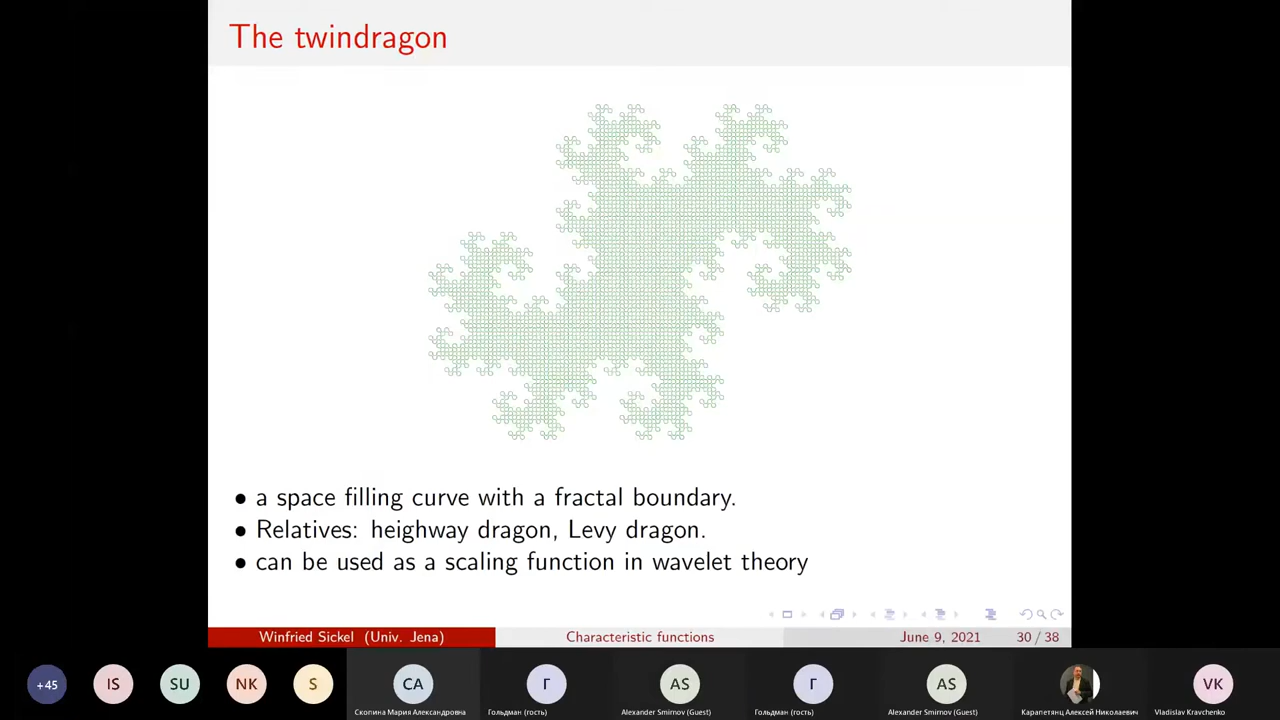 The twindragon
• a space filling curve with a fractal boundary.
• Relatives: heighway dragon, Levy dragon.
• can be used as a scaling function in wavelet theory
Winfried Sickel (Univ. Jena) Characteristic functions June 9, 2021 30 / 38
+45 IS SU NK S CA Г AS Г AS VK
Скопина Мария Александровна Гольдман (гость) Alexander Smirnov (Guest) Гольдман (гость) Alexander Smirnov (Guest) Карапетянц Алексей Николаевич Vladislav Kravchenko